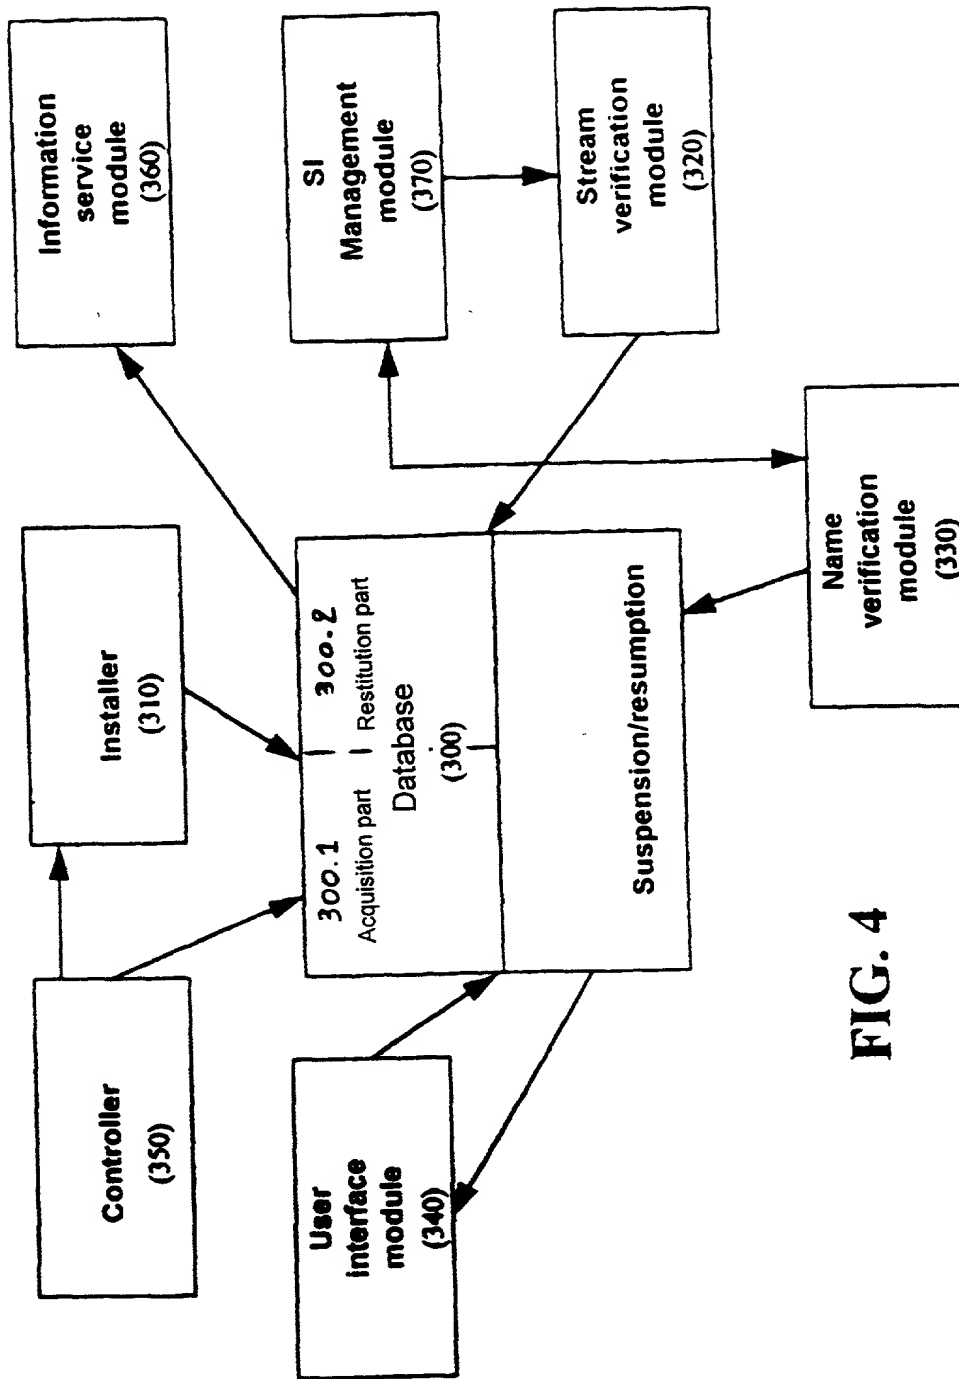 Controller
(350)
Installer
(310)
Information
service
module
(360)
User
interface
module
(340)
300.1
Acquisition part
300.2
Restitution part
Database
(300)
Suspension/resumption
SI
Management
module
(370)
Stream
verification
module
(320)
Name
verification
module
(330)
FIG. 4